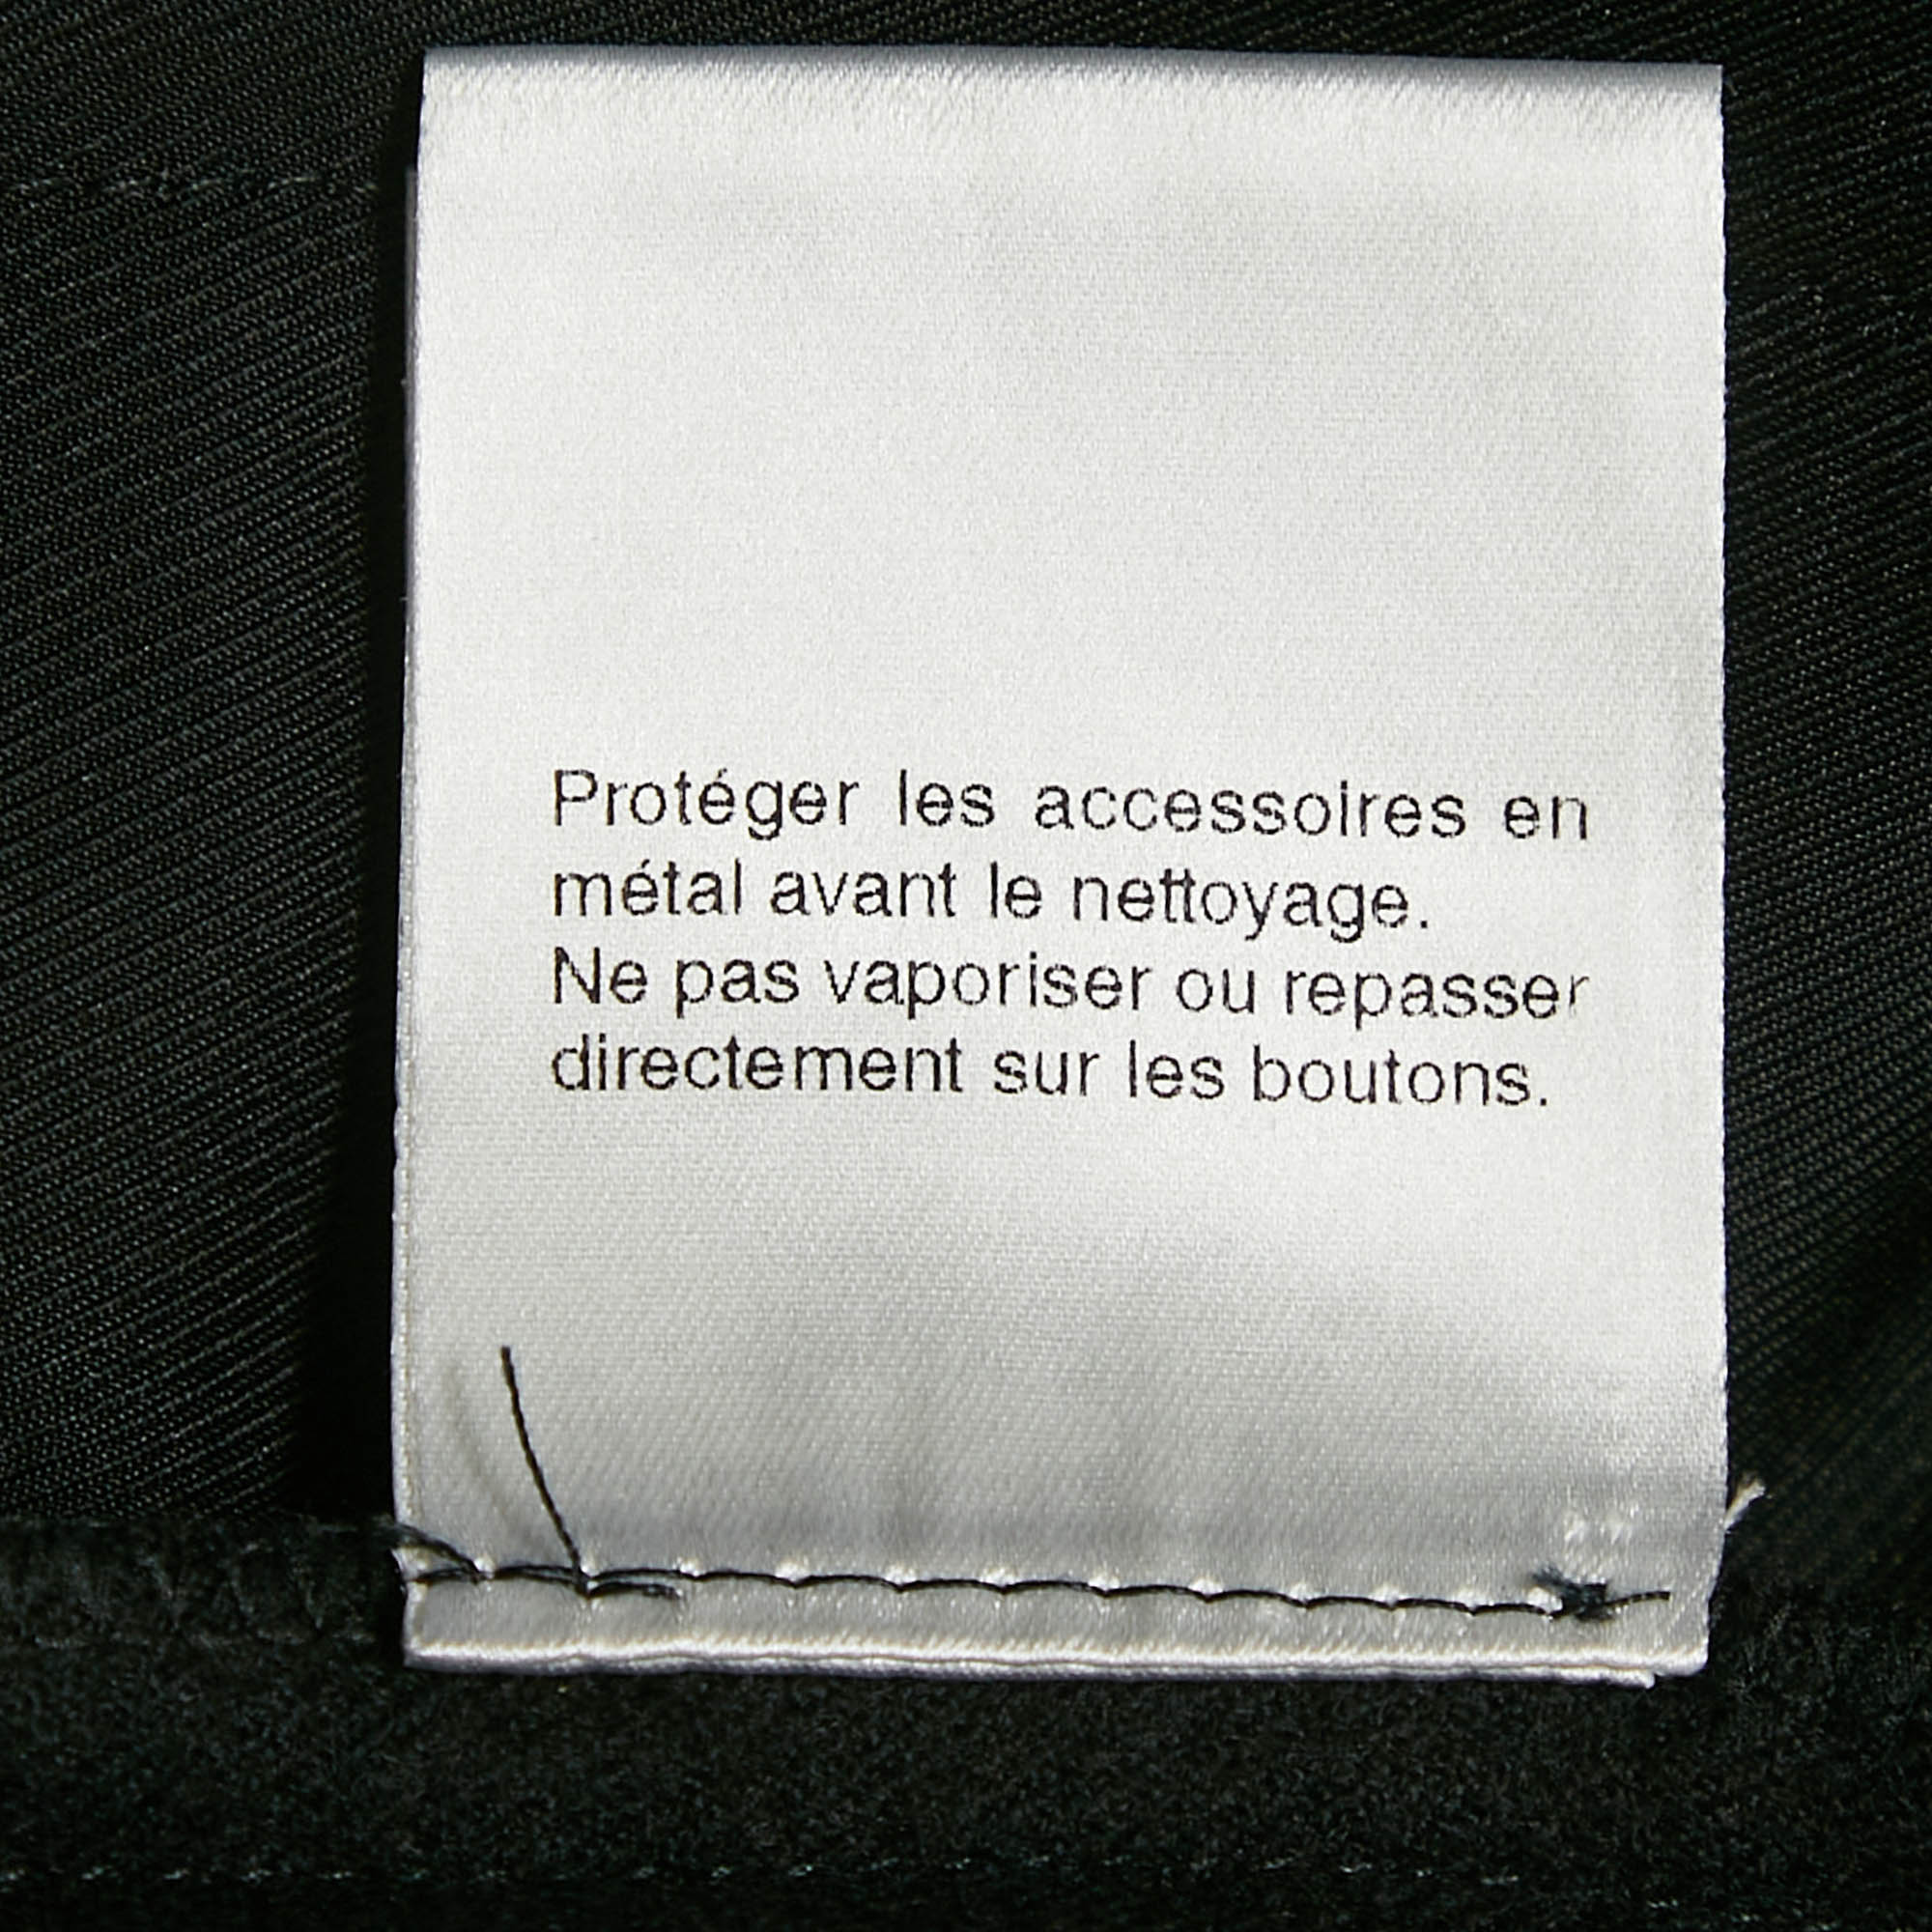 Protéger les accessoires en
métal avant le nettoyage.
Ne pas vaporiser ou repasser
directement sur les boutons.